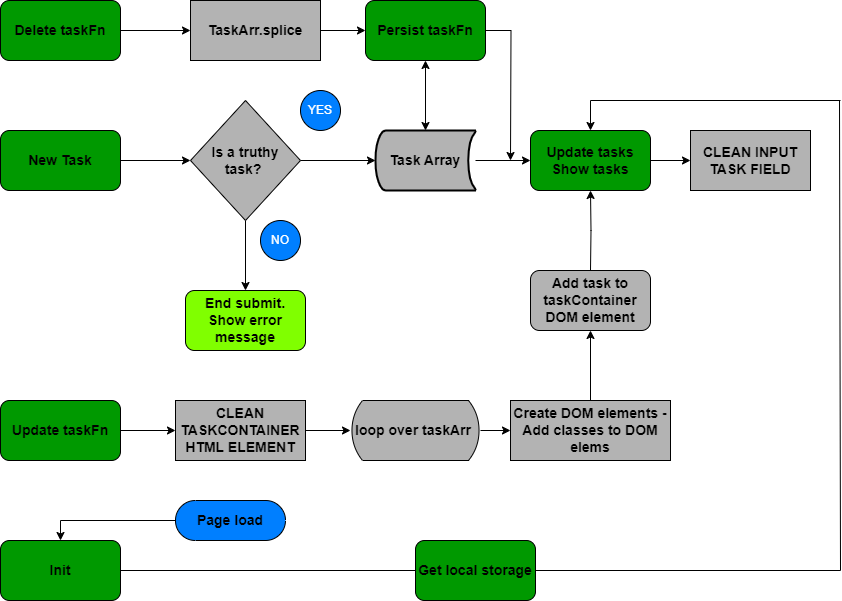 Delete taskFn
TaskArr.splice
Persist taskFn
YES
New Task
Is a truthy
task?
Task Array
Update tasks
Show tasks
CLEAN INPUT
TASK FIELD
NO
End submit.
Show error
message
Add task to
taskContainer
DOM element
Update taskFn
CLEAN
TASKCONTAINER
HTML ELEMENT
loop over taskArr
Create DOM elements -
Add classes to DOM
elems
Page load
Init
Get local storage